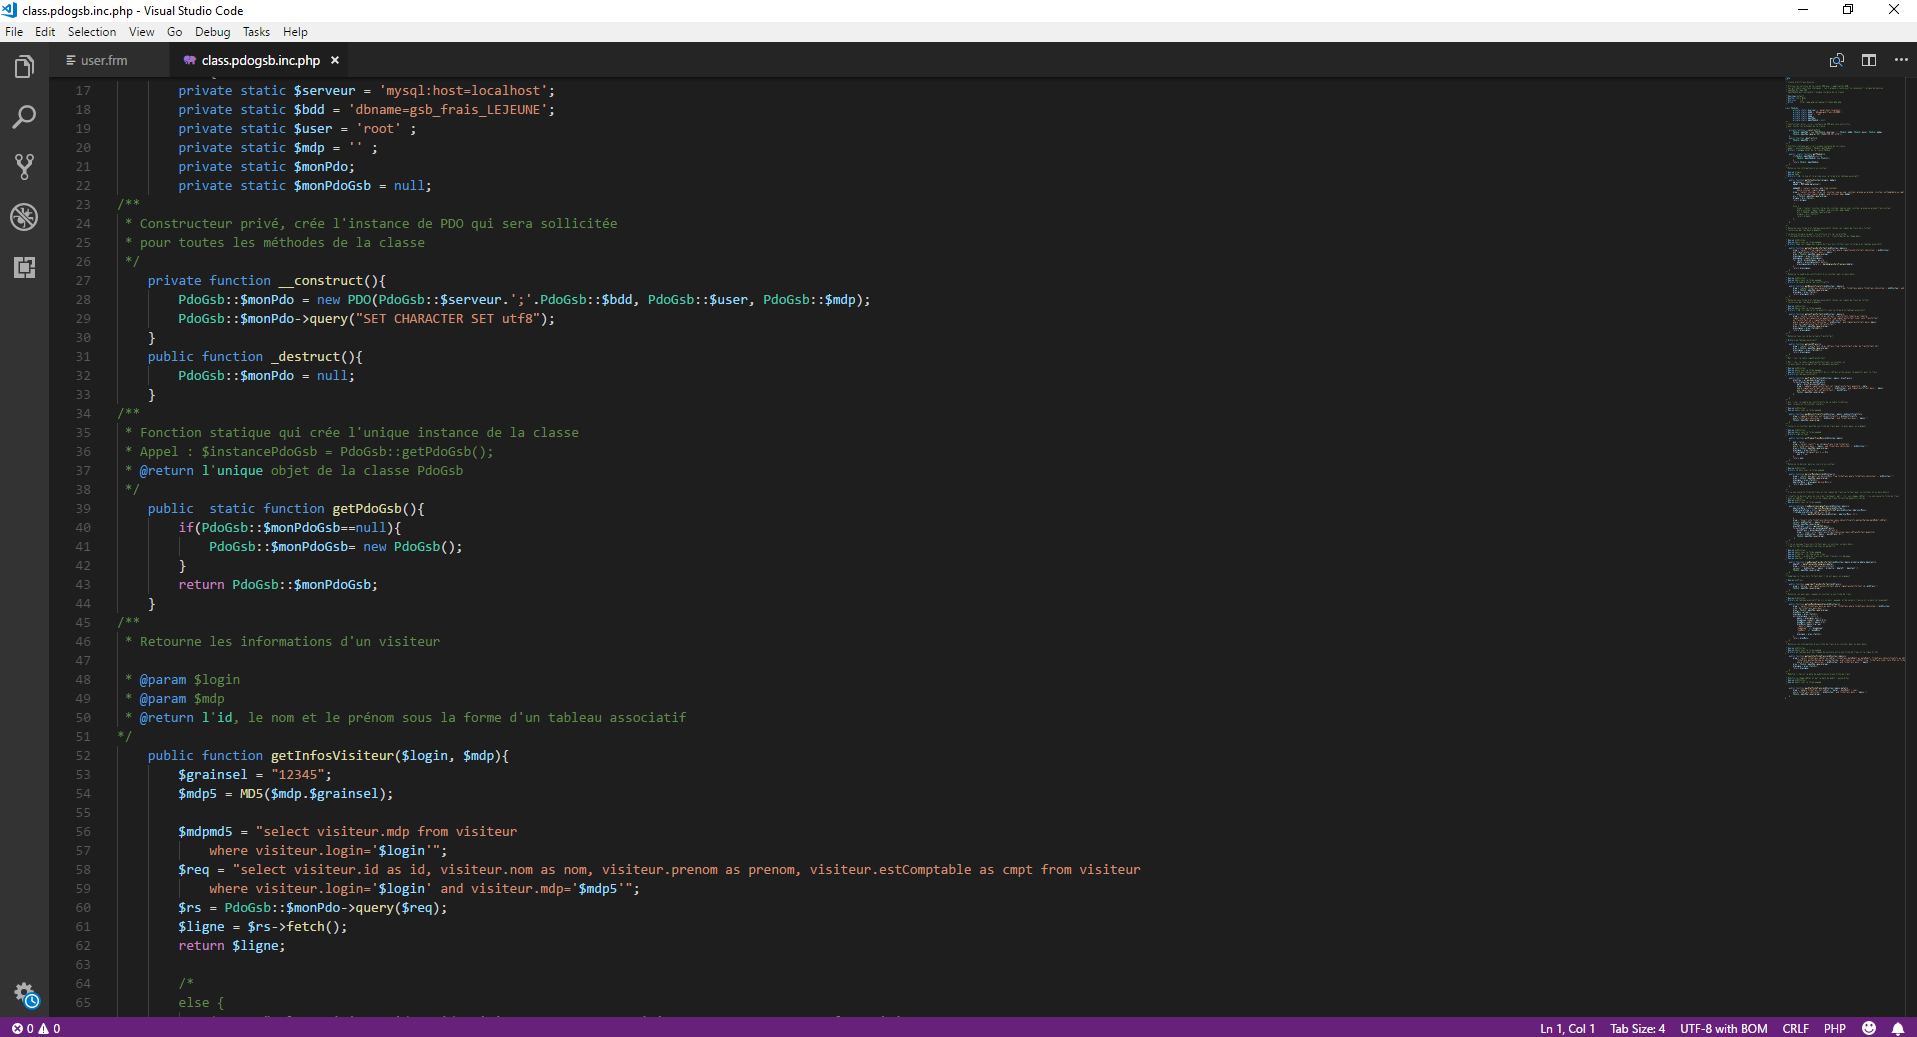 class.pdogsb.inc.php - Visual Studio Code
File Edit Selection View Go Debug Tasks Help
user.frm class.pdogsb.inc.php
17 private static $serveur = 'mysql:host=localhost';
18 private static $bdd = 'dbname=gsb_frais_LEJEUNE';
19 private static $user = 'root' ;
20 private static $mdp = '' ;
21 private static $monPdo;
22 private static $monPdoGsb = null;
23 /**
24 * Constructeur privé, crée l'instance de PDO qui sera sollicitée
25 * pour toutes les méthodes de la classe
26 */
27 private function __construct(){
28 PdoGsb::$monPdo = new PDO(PdoGsb::$serveur.';'.PdoGsb::$bdd, PdoGsb::$user, PdoGsb::$mdp);
29 PdoGsb::$monPdo->query("SET CHARACTER SET utf8");
30 }
31 public function _destruct(){
32 PdoGsb::$monPdo = null;
33 }
34 /**
35 * Fonction statique qui crée l'unique instance de la classe
36 * Appel : $instancePdoGsb = PdoGsb::getPdoGsb();
37 * @return l'unique objet de la classe PdoGsb
38 */
39 public  static function getPdoGsb(){
40 if(PdoGsb::$monPdoGsb==null){
41 PdoGsb::$monPdoGsb= new PdoGsb();
42 }
43 return PdoGsb::$monPdoGsb;
44 }
45 /**
46 * Retourne les informations d'un visiteur
47
48 * @param $login
49 * @param $mdp
50 * @return l'id, le nom et le prénom sous la forme d'un tableau associatif
51 */
52 public function getInfosVisiteur($login, $mdp){
53 $grainsel = "12345";
54 $mdp5 = MD5($mdp.$grainsel);
55
56 $mdpmd5 = "select visiteur.mdp from visiteur
57 where visiteur.login='$login'";
58 $req = "select visiteur.id as id, visiteur.nom as nom, visiteur.prenom as prenom, visiteur.estComptable as cmpt from visiteur
59 where visiteur.login='$login' and visiteur.mdp='$mdp5'";
60 $rs = PdoGsb::$monPdo->query($req);
61 $ligne = $rs->fetch();
62 return $ligne;
63
64 /*
65 else {
0 0 Ln 1, Col 1 Tab Size: 4 UTF-8 with BOM CRLF PHP